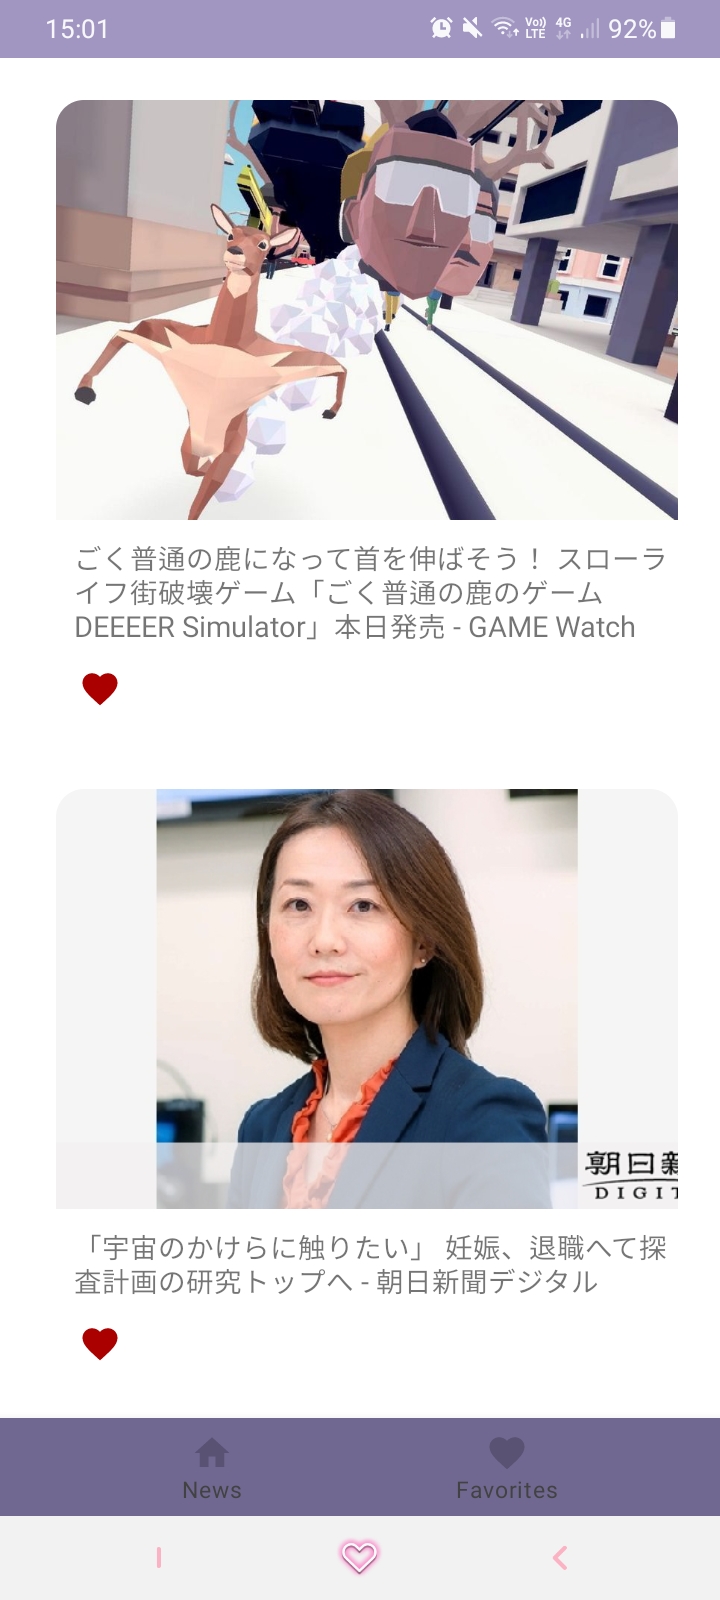 15:01
Vo))
LTE
4G
92%
ごく普通の鹿になって首を伸ばそう！ スローラ
イフ街破壊ゲーム「ごく普通の鹿のゲーム
DEEEER Simulator」本日発売 - GAME Watch
朝日新
DIGIT
「宇宙のかけらに触りたい」 妊娠、退職へて探
査計画の研究トップへ - 朝日新聞デジタル
News
Favorites